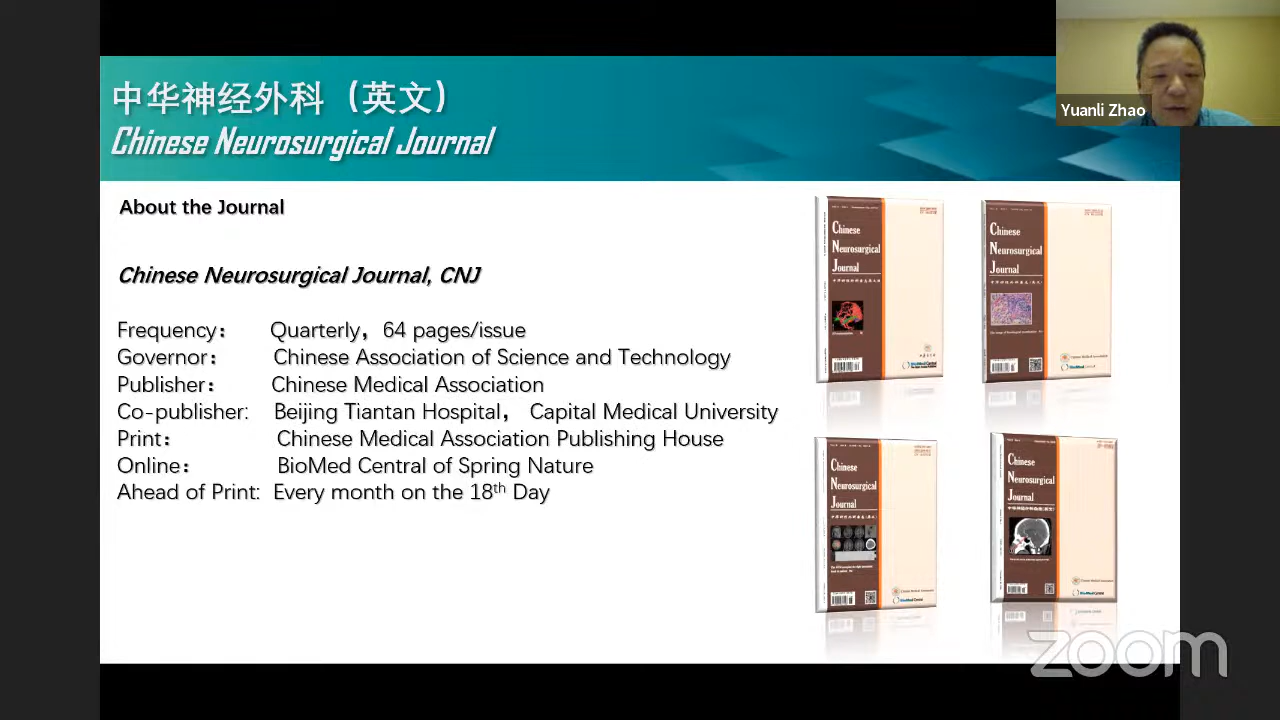 中华神经外科（英文）
Chinese Neurosurgical Journal
Yuanli Zhao
About the Journal
Chinese Neurosurgical Journal, CNJ
Frequency： Quarterly，64 pages/issue
Governor： Chinese Association of Science and Technology
Publisher： Chinese Medical Association
Co-publisher: Beijing Tiantan Hospital， Capital Medical University
Print： Chinese Medical Association Publishing House
Online： BioMed Central of Spring Nature
Ahead of Print: Every month on the 18th Day
Chinese
Neurosurgical
Journal
Chinese
Neurosurgical
Journal
Chinese
Neurosurgical
Journal
Chinese
Neurosurgical
Journal
zoom